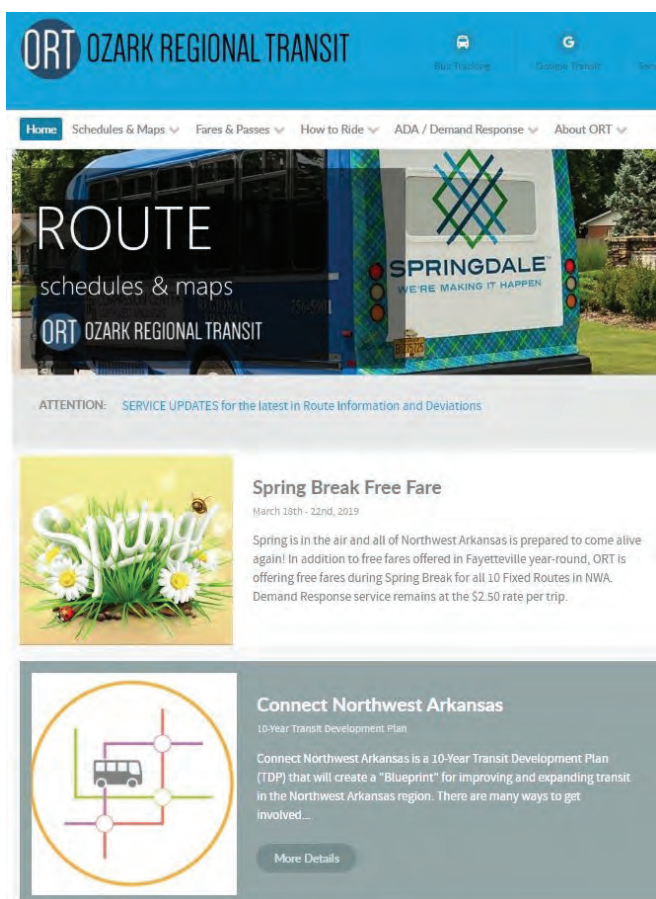 ORT OZARK REGIONAL TRANSIT
Bus Tracking
G
Google Transit
Home Schedules & Maps Fares & Passes How to Ride ADA / Demand Response About ORT
ROUTE
schedules & maps
ORT OZARK REGIONAL TRANSIT
SPRINGDALE™
WE'RE MAKING IT HAPPEN
ATTENTION: SERVICE UPDATES for the latest in Route Information and Deviations
Spring!
Spring Break Free Fare
March 18th - 22nd, 2019
Spring is in the air and all of Northwest Arkansas is prepared to come alive
again! In addition to free fares offered in Fayetteville year-round, ORT is
offering free fares during Spring Break for all 10 Fixed Routes in NWA.
Demand Response service remains at the $2.50 rate per trip.
Connect Northwest Arkansas
10-Year Transit Development Plan
Connect Northwest Arkansas is a 10-Year Transit Development Plan
(TDP) that will create a "Blueprint" for improving and expanding transit
in the Northwest Arkansas region. There are many ways to get
involved...
More Details